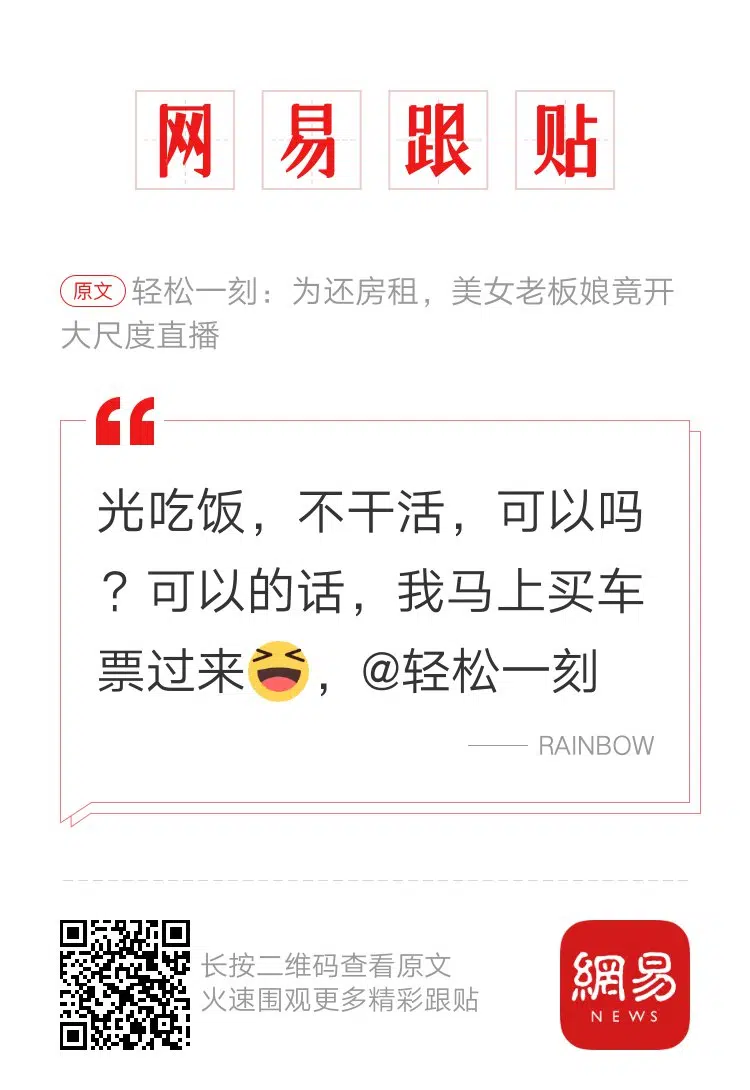 网易跟贴
原文 轻松一刻：为还房租，美女老板娘竟开
大尺度直播
光吃饭，不干活，可以吗
？可以的话，我马上买车
票过来😆，@轻松一刻
—— RAINBOW
长按二维码查看原文
火速围观更多精彩跟贴
網易
NEWS